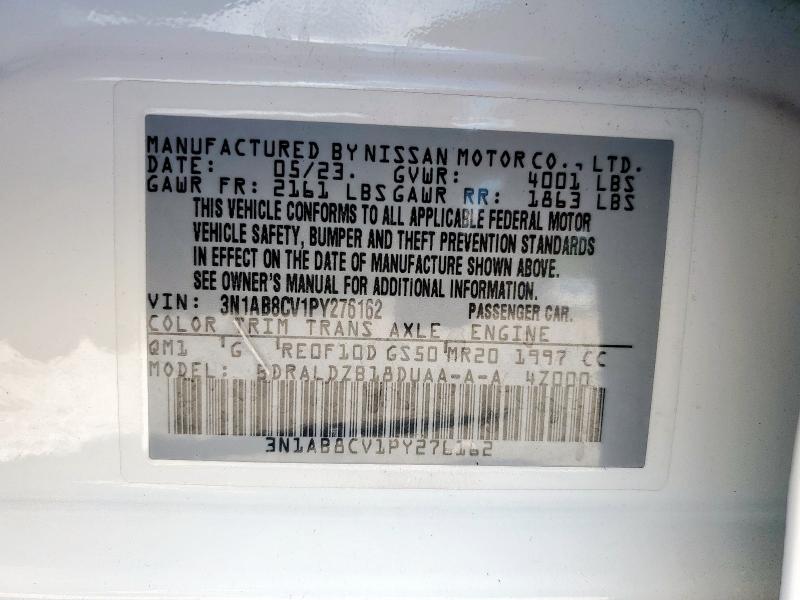 MANUFACTURED BY NISSAN MOTOR CO., LTD.
DATE: 05/23. GVWR: 4001 LBS
GAWR FR: 2161 LBS GAWR RR: 1863 LBS
THIS VEHICLE CONFORMS TO ALL APPLICABLE FEDERAL MOTOR
VEHICLE SAFETY, BUMPER AND THEFT PREVENTION STANDARDS
IN EFFECT ON THE DATE OF MANUFACTURE SHOWN ABOVE.
SEE OWNER'S MANUAL FOR ADDITIONAL INFORMATION.
VIN: 3N1AB8CV1PY276162 PASSENGER CAR.
COLOR TRIM TRANS AXLE ENGINE
QM1 G RE0F10D GS50 MR20 1997 CC
MODEL: BDRALDZB18DUAA-A-A 4Z000
3N1AB8CV1PY276162